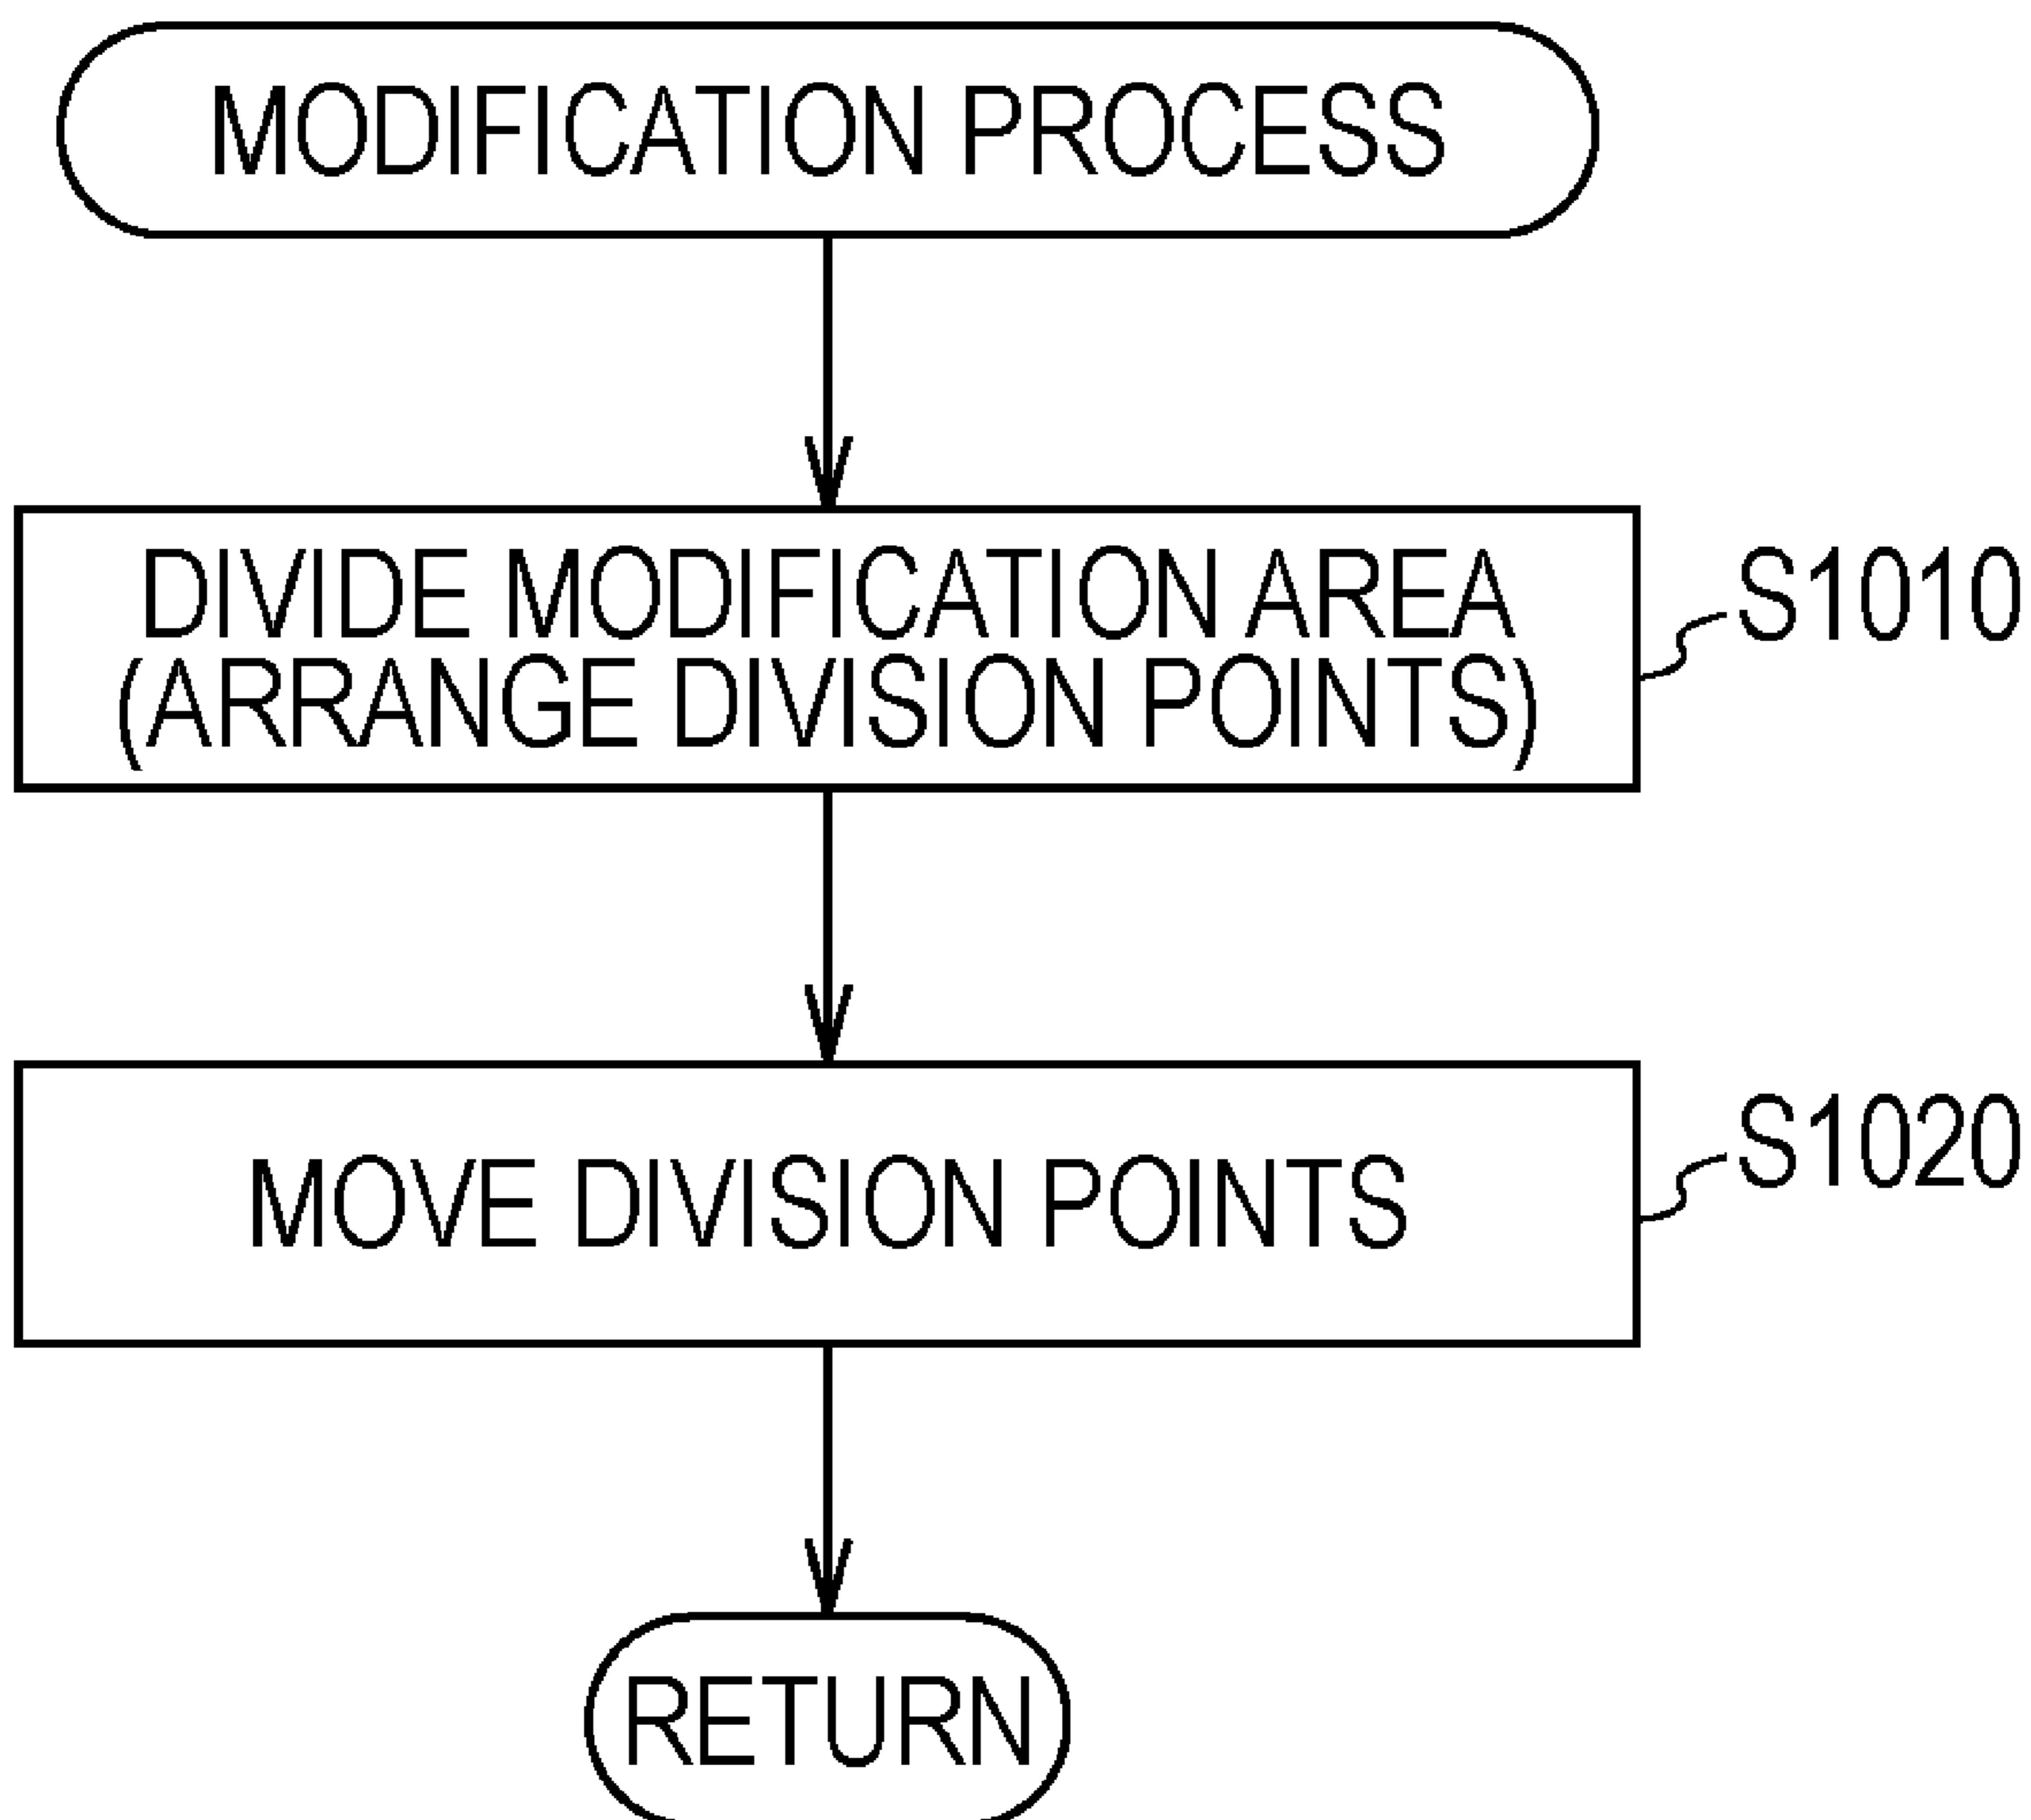 MODIFICATION PROCESS
DIVIDE MODIFICATION AREA
(ARRANGE DIVISION POINTS)
S1010
MOVE DIVISION POINTS
S1020
RETURN